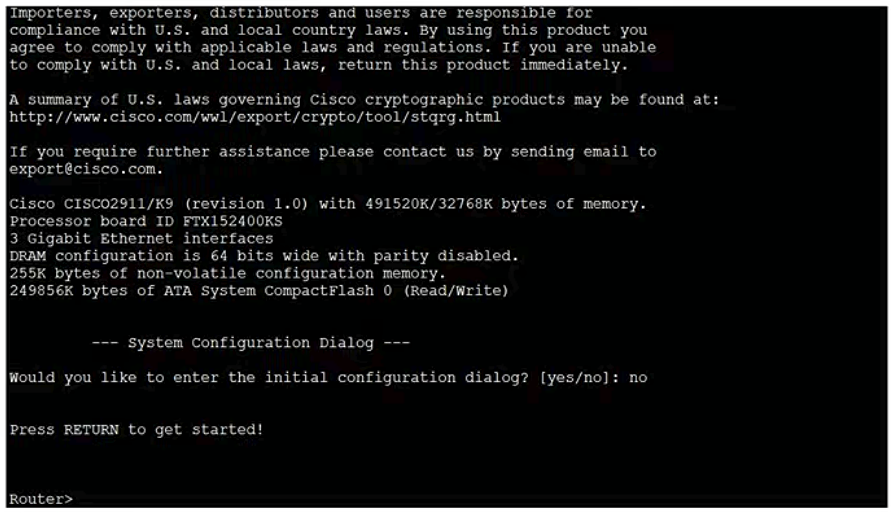 Importers, exporters, distributors and users are responsible for
compliance with U.S. and local country laws. By using this product you
agree to comply with applicable laws and regulations. If you are unable
to comply with U.S. and local laws, return this product immediately.
A summary of U.S. laws governing Cisco cryptographic products may be found at:
http://www.cisco.com/wwl/export/crypto/tool/stqrg.html
If you require further assistance please contact us by sending email to
export@cisco.com.
Cisco CISCO2911/K9 (revision 1.0) with 491520K/32768K bytes of memory.
Processor board ID FTX152400KS
3 Gigabit Ethernet interfaces
DRAM configuration is 64 bits wide with parity disabled.
255K bytes of non-volatile configuration memory.
249856K bytes of ATA System CompactFlash 0 (Read/Write)
--- System Configuration Dialog ---
Would you like to enter the initial configuration dialog? [yes/no]: no
Press RETURN to get started!
Router>